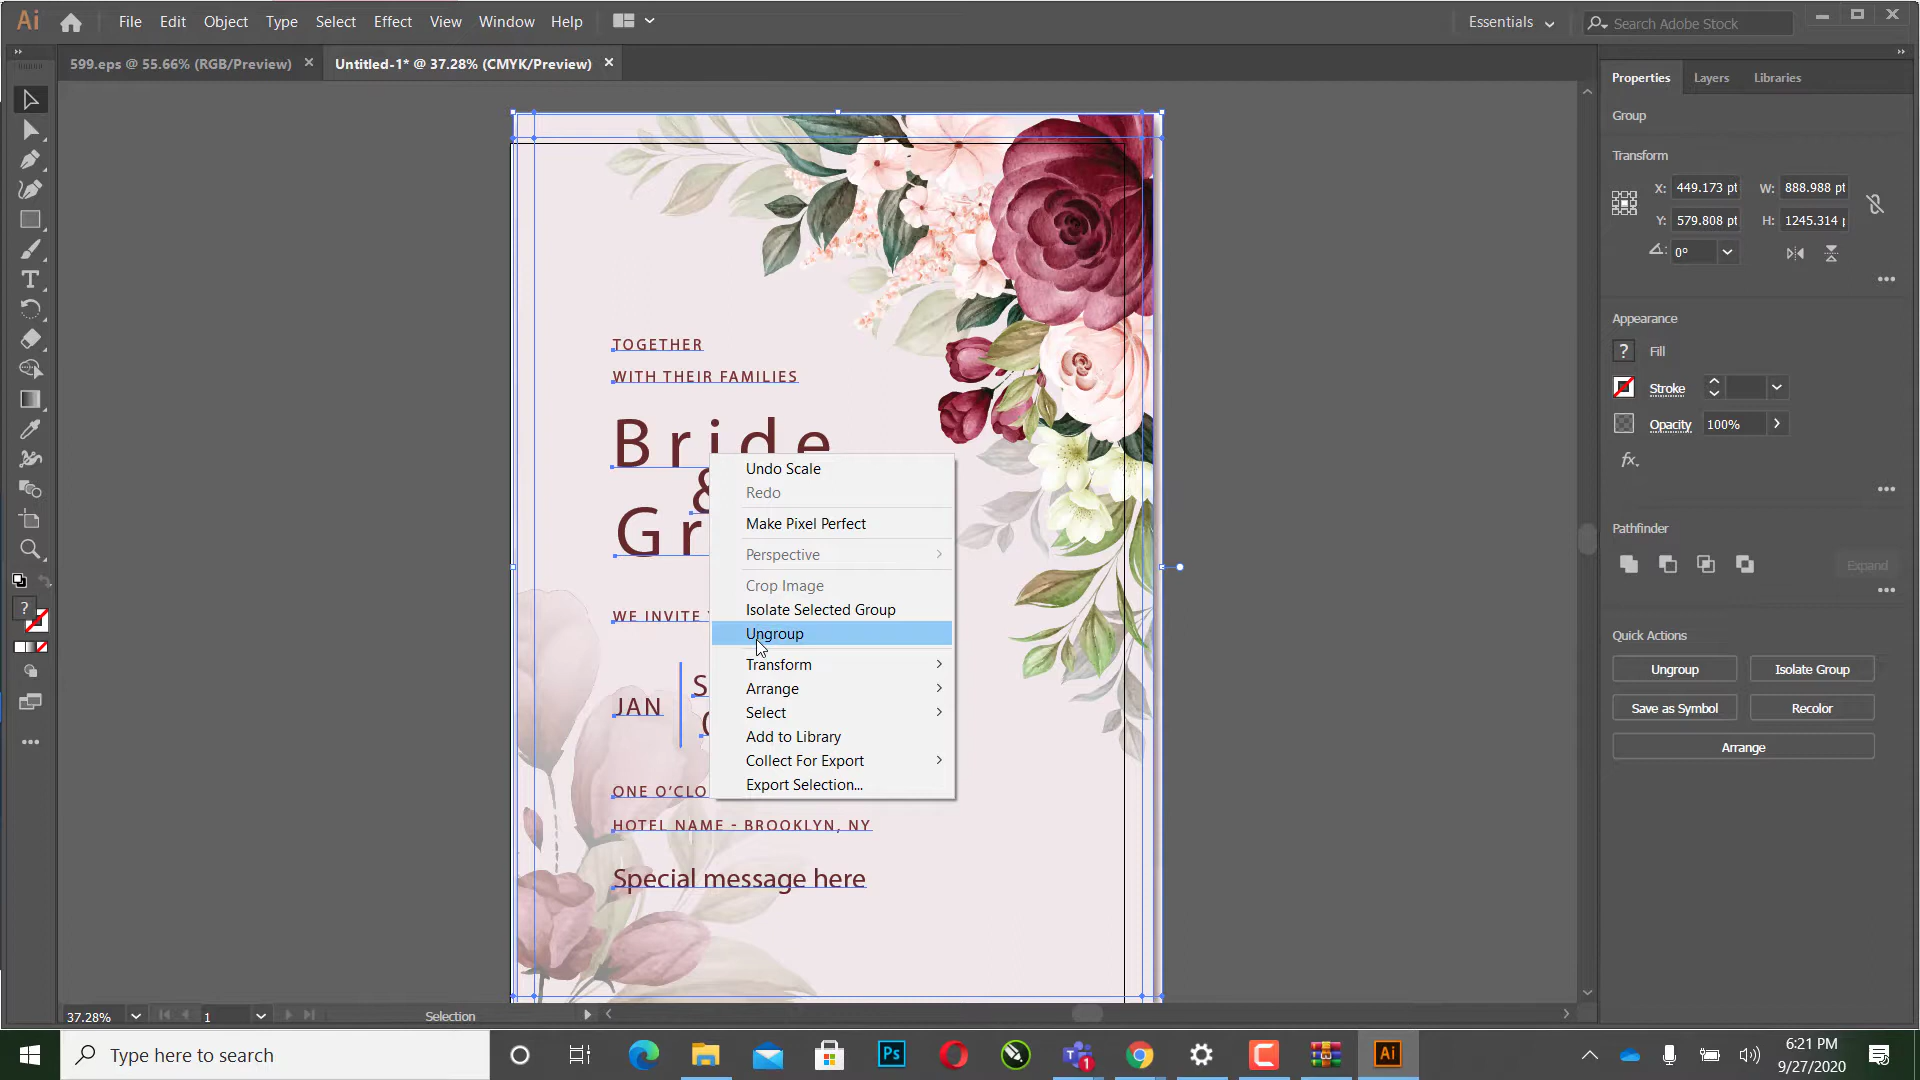 Ai File Edit Object Type Select Effect View Window Help Essentials Search Adobe Stock
599.eps @ 55.66% (RGB/Preview) × Untitled-1* @ 37.28% (CMYK/Preview) ×
Properties Layers Libraries
Group
Transform
X: 449.173 pt W: 888.988 pt
Y: 579.808 pt H: 1245.314
0°
Appearance
? Fill
Stroke
Opacity 100%
fx.
Pathfinder
Expand
Quick Actions
Ungroup Isolate Group
Save as Symbol Recolor
Arrange
TOGETHER
WITH THEIR FAMILIES
Bride
&
Gr
WE INVITE
JAN
S
ONE O'CLO
HOTEL NAME - BROOKLYN, NY
Special message here
Undo Scale
Redo
Make Pixel Perfect
Perspective
Crop Image
Isolate Selected Group
Ungroup
Transform
Arrange
Select
Add to Library
Collect For Export
Export Selection...
T
?
37.28% 1 Selection
Type here to search
Ps
1
Ai
6:21 PM
9/27/2020